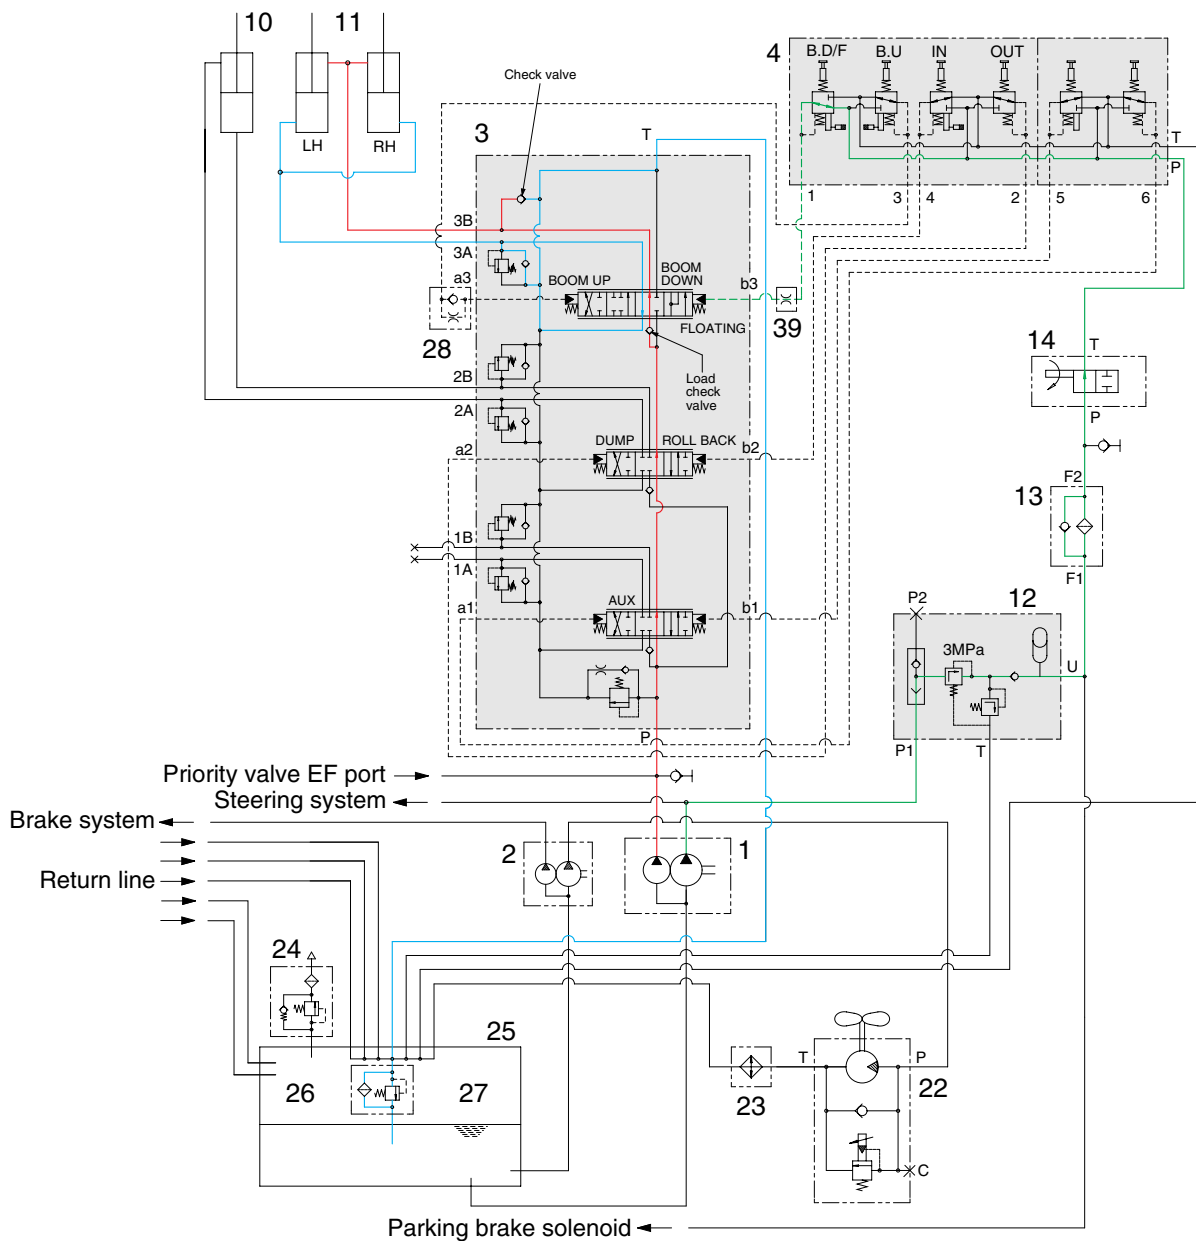 10
11
LH
RH
Check valve
3
T
4
B.D/F
B.U
IN
OUT
T
P
1
3
4
2
5
6
3B
3A
a3
BOOM UP
BOOM
DOWN
b3
FLOATING
28
39
2B
2A
Load
check
valve
a2
DUMP
ROLL BACK
b2
1B
1A
a1
AUX
b1
P
14
T
P
13
F2
F1
12
P2
3MPa
U
P1
T
Priority valve EF port
Steering system
Brake system
Return line
2
1
24
25
26
27
23
T
P
22
C
Parking brake solenoid